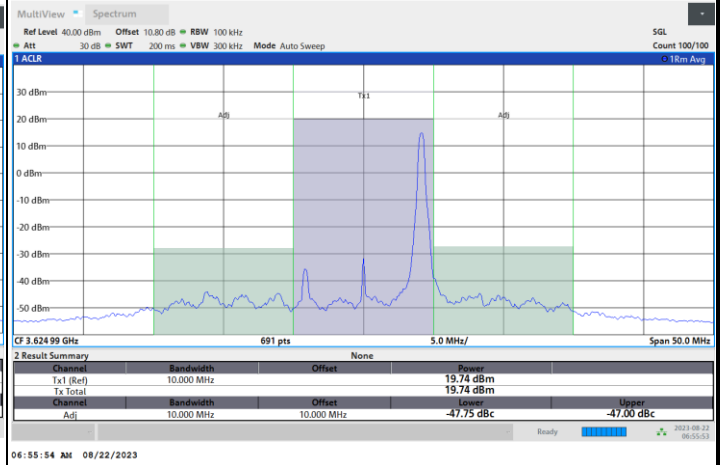 MultiView Spectrum
Ref Level 40.00 dBm Offset 10.80 dB RBW 100 kHz SGL
Att 30 dB SWT 200 ms VBW 300 kHz Mode Auto Sweep Count 100/100
1 ACLR 1Rm Avg
30 dBm
Tx1
20 dBm Adj Adj
10 dBm
0 dBm
-10 dBm
-20 dBm
-30 dBm
-40 dBm
-50 dBm
CF 3.624 99 GHz 691 pts 5.0 MHz/ Span 50.0 MHz
2 Result Summary None
Channel Bandwidth Offset Power
Tx1 (Ref) 10.000 MHz 19.74 dBm
Tx Total 19.74 dBm
Channel Bandwidth Offset Lower Upper
Adj 10.000 MHz 10.000 MHz -47.75 dBc -47.00 dBc
Ready 2023-08-22
06:55:53
06:55:54 AM 08/22/2023